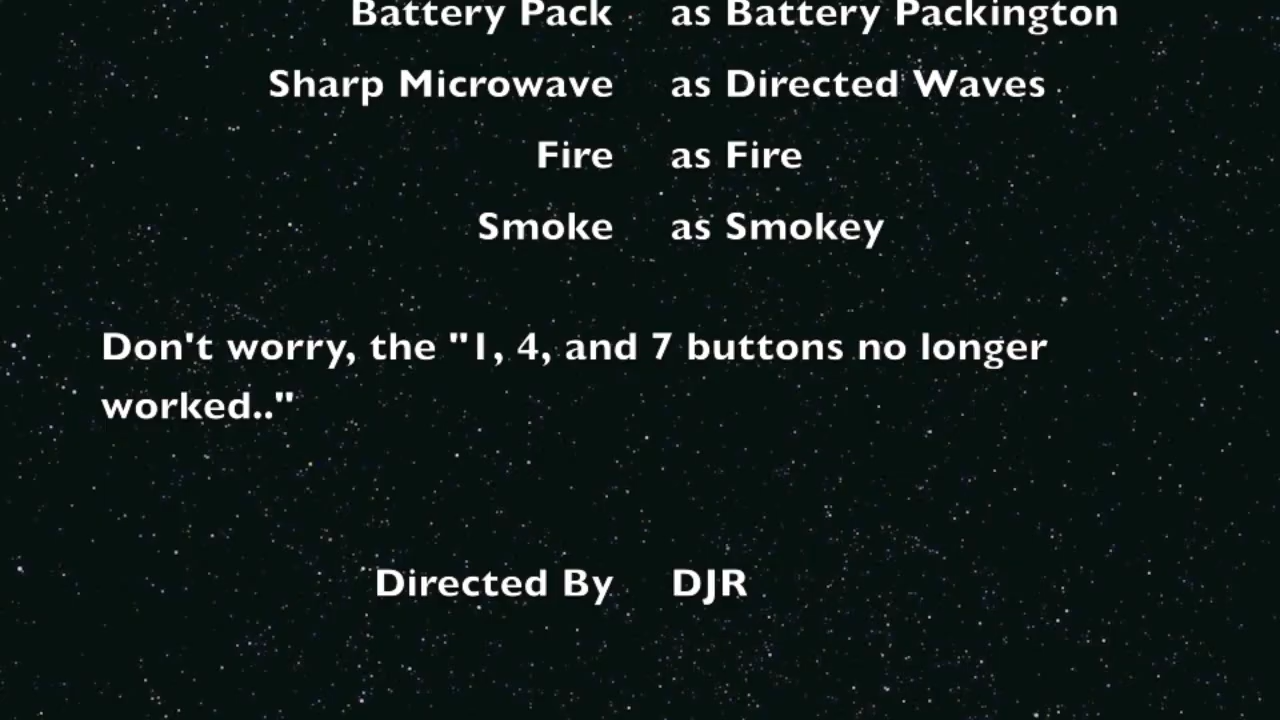 Battery Pack as Battery Packington
Sharp Microwave as Directed Waves
Fire as Fire
Smoke as Smokey
Don't worry, the "1, 4, and 7 buttons no longer
worked.."
Directed By DJR